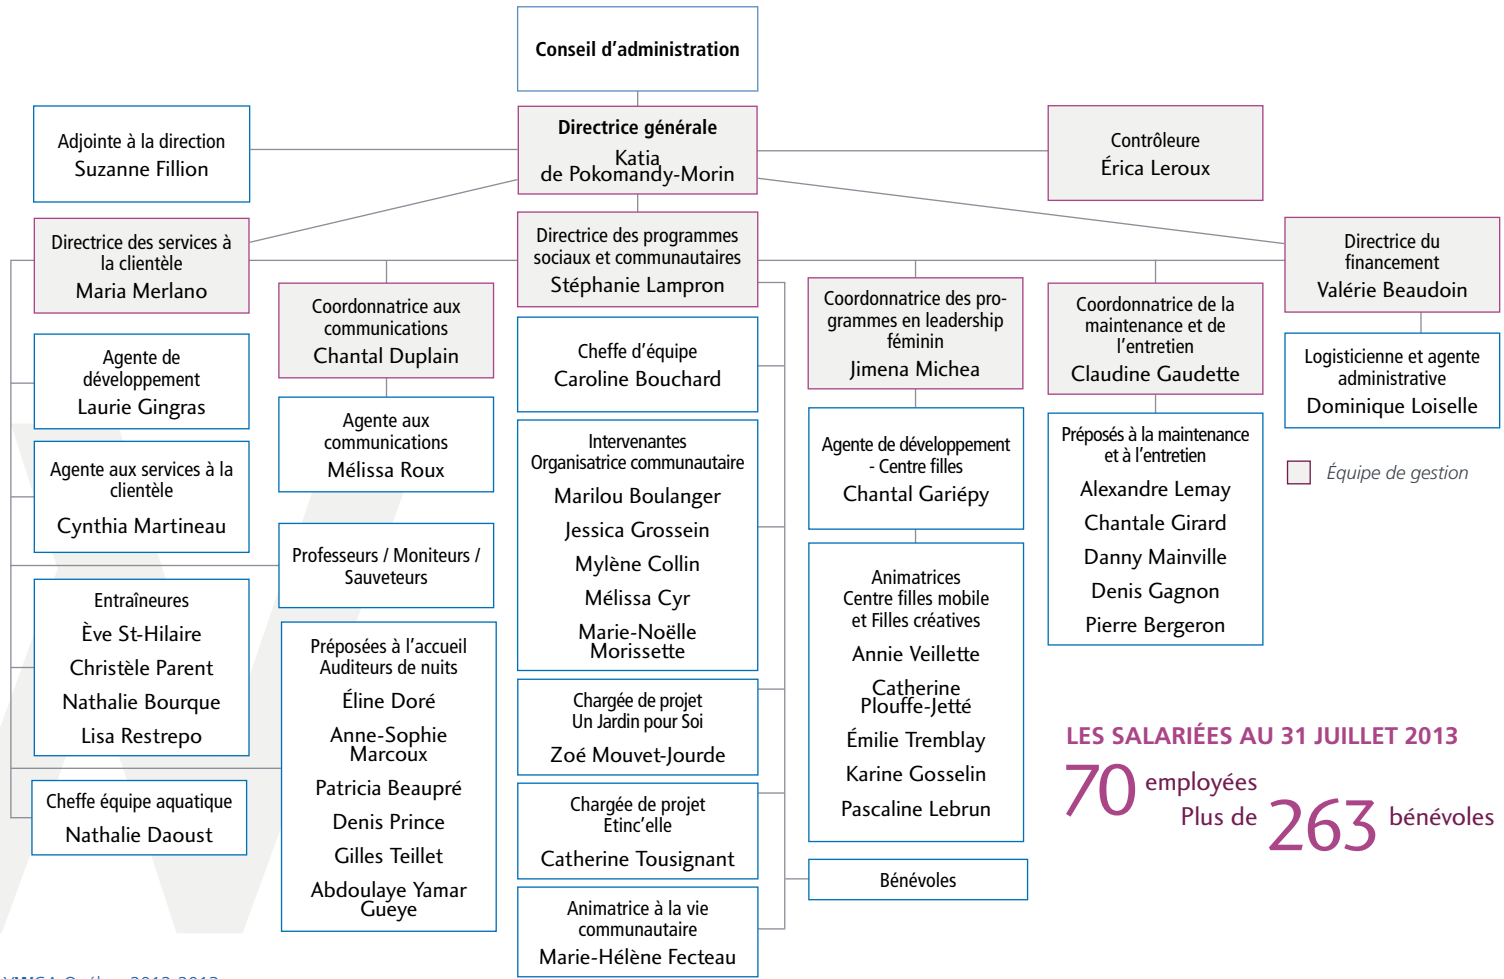 Conseil d'administration
Directrice générale
Katia
de Pokomandy-Morin
Adjointe à la direction
Suzanne Fillion
Contrôleure
Érica Leroux
Directrice des services à
la clientèle
Maria Merlano
Directrice des programmes
sociaux et communautaires
Stéphanie Lampron
Directrice du
financement
Valérie Beaudoin
Coordonnatrice aux
communications
Chantal Duplain
Coordonnatrice des pro-
grammes en leadership
féminin
Jimena Michea
Coordonnatrice de la
maintenance et de
l'entretien
Claudine Gaudette
Agente de
développement
Laurie Gingras
Agente aux services à la
clientèle
Cynthia Martineau
Entraîneures
Ève St-Hilaire
Christèle Parent
Nathalie Bourque
Lisa Restrepo
Cheffe équipe aquatique
Nathalie Daoust
Agente aux
communications
Mélissa Roux
Professeurs / Moniteurs /
Sauveteurs
Préposées à l'accueil
Auditeurs de nuits
Éline Doré
Anne-Sophie
Marcoux
Patricia Beaupré
Denis Prince
Gilles Teillet
Abdoulaye Yamar
Gueye
Cheffe d'équipe
Caroline Bouchard
Intervenantes
Organisatrice communautaire
Marilou Boulanger
Jessica Grossein
Mylène Collin
Mélissa Cyr
Marie-Noëlle
Morissette
Chargée de projet
Un Jardin pour Soi
Zoé Mouvet-Jourde
Chargée de projet
Etinc'elle
Catherine Tousignant
Animatrice à la vie
communautaire
Marie-Hélène Fecteau
Agente de développement
- Centre filles
Chantal Gariépy
Animatrices
Centre filles mobile
et Filles créatives
Annie Veillette
Catherine
Plouffe-Jetté
Émilie Tremblay
Karine Gosselin
Pascaline Lebrun
Bénévoles
Préposés à la maintenance
et à l'entretien
Alexandre Lemay
Chantale Girard
Danny Mainville
Denis Gagnon
Pierre Bergeron
Logisticienne et agente
administrative
Dominique Loiselle
Équipe de gestion
LES SALARIÉES AU 31 JUILLET 2013
70 employées
Plus de 263 bénévoles